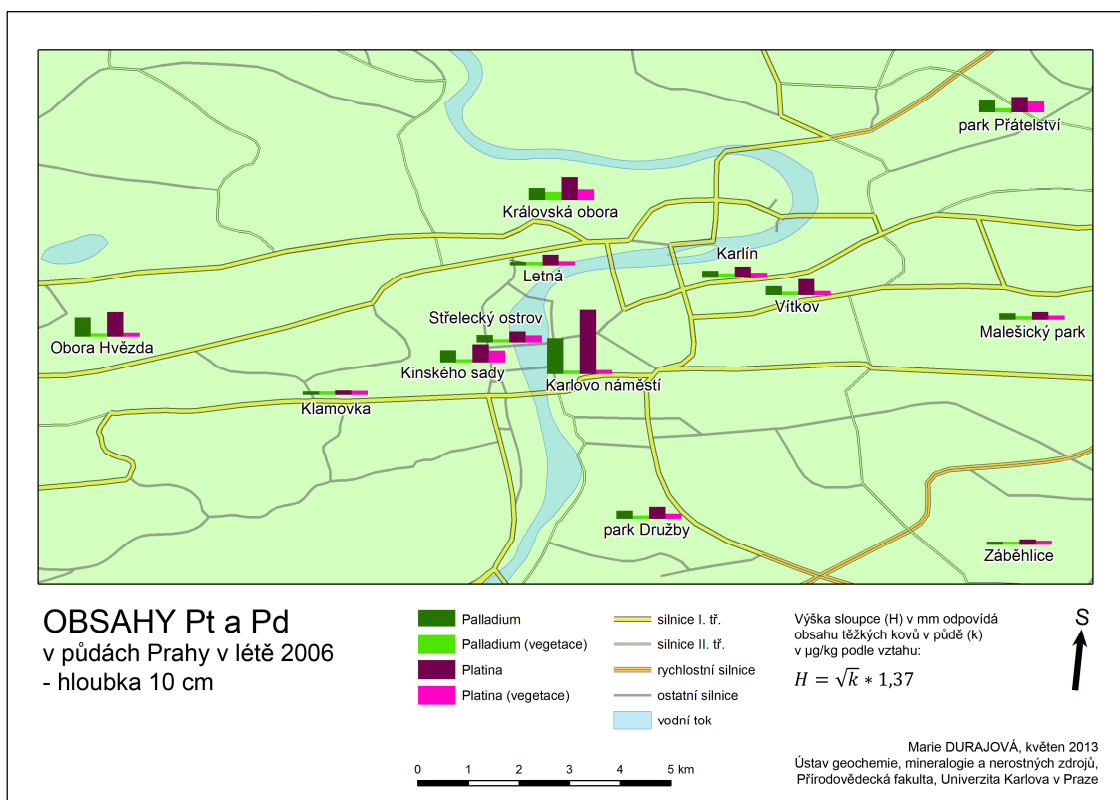 park Přátelství
Královská obora
Karlín
Letná
Vítkov
Střelecký ostrov
Malešický park
Obora Hvězda
Kinského sady
Karlovo náměstí
Klamovka
park Družby
Záběhlice
OBSAHY Pt a Pd
v půdách Prahy v létě 2006
- hloubka 10 cm
Palladium
Palladium (vegetace)
Platina
Platina (vegetace)
silnice I. tř.
silnice II. tř.
rychlostní silnice
ostatní silnice
vodní tok
Výška sloupce (H) v mm odpovídá
obsahu těžkých kovů v půdě (k)
v µg/kg podle vztahu:
H = √k * 1,37
S
0 1 2 3 4 5 km
Marie DURAJOVÁ, květen 2013
Ústav geochemie, mineralogie a nerostných zdrojů,
Přírodovědecká fakulta, Univerzita Karlova v Praze